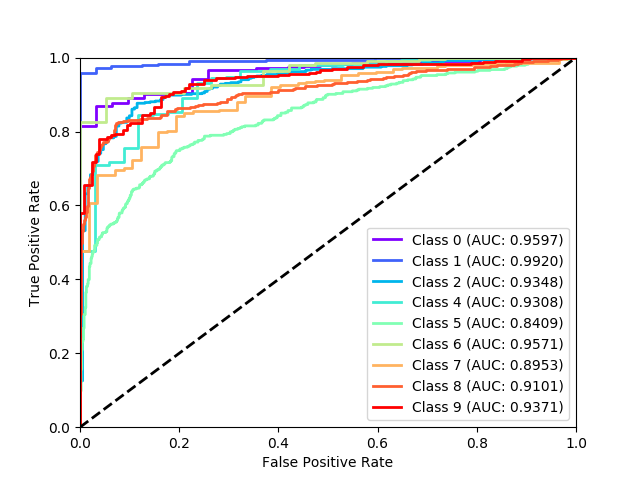 1.0
0.8
0.6
0.4
0.2
0.0
True Positive Rate
0.0 0.2 0.4 0.6 0.8 1.0
False Positive Rate
Class 0 (AUC: 0.9597)
Class 1 (AUC: 0.9920)
Class 2 (AUC: 0.9348)
Class 4 (AUC: 0.9308)
Class 5 (AUC: 0.8409)
Class 6 (AUC: 0.9571)
Class 7 (AUC: 0.8953)
Class 8 (AUC: 0.9101)
Class 9 (AUC: 0.9371)